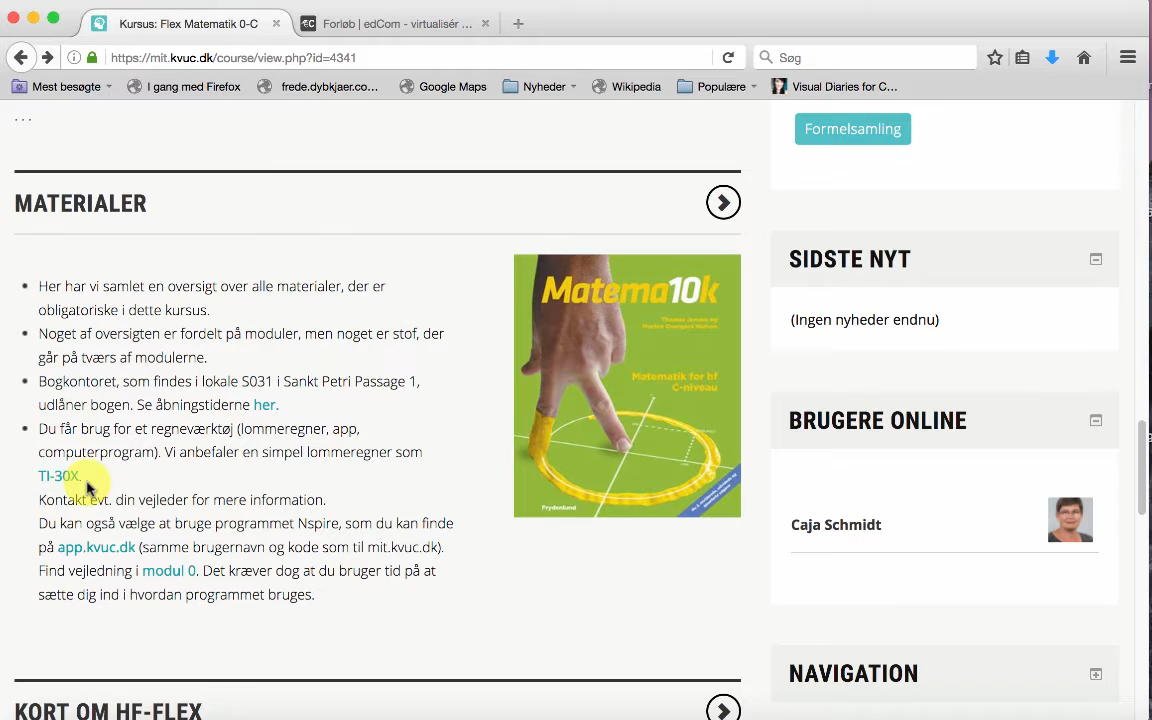 Kursus: Flex Matematik 0-C
Forløb | edCom - virtualisér ...
https://mit.kvuc.dk/course/view.php?id=4341
Søg
Mest besøgte
I gang med Firefox
frede.dybkjaer.co...
Google Maps
Nyheder
Wikipedia
Populære
Visual Diaries for C...
...
Formelsamling
MATERIALER
Her har vi samlet en oversigt over alle materialer, der er
obligatoriske i dette kursus.
Noget af oversigten er fordelt på moduler, men noget er stof, der
går på tværs af modulerne.
Bogkontoret, som findes i lokale S031 i Sankt Petri Passage 1,
udlåner bogen. Se åbningstiderne her.
Du får brug for et regneværktøj (lommeregner, app,
computerprogram). Vi anbefaler en simpel lommeregner som
TI-30X.
Kontakt evt. din vejleder for mere information.
Du kan også vælge at bruge programmet Nspire, som du kan finde
på app.kvuc.dk (samme brugernavn og kode som til mit.kvuc.dk).
Find vejledning i modul 0. Det kræver dog at du bruger tid på at
sætte dig ind i hvordan programmet bruges.
Matema10k
Matematik for hf
C-niveau
Frydenlund
SIDSTE NYT
(Ingen nyheder endnu)
BRUGERE ONLINE
Caja Schmidt
NAVIGATION
KORT OM HF-FLEX